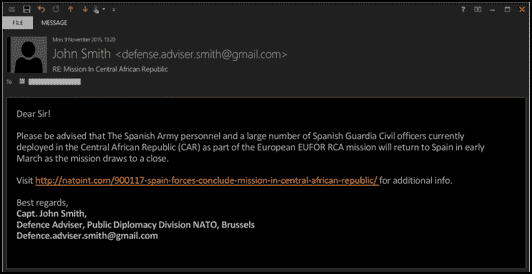 FILE MESSAGE
Mon 9 November 2015, 13:20
John Smith <defense.adviser.smith@gmail.com>
RE: Mission In Central African Republic
To
Dear Sir!
Please be advised that The Spanish Army personnel and a large number of Spanish Guardia Civil officers currently
deployed in the Central African Republic (CAR) as part of the European EUFOR RCA mission will return to Spain in early
March as the mission draws to a close.
Visit http://natoint.com/900117-spain-forces-conclude-mission-in-central-african-republic/ for additional info.
Best regards,
Capt. John Smith,
Defence Adviser, Public Diplomacy Division NATO, Brussels
Defence.adviser.smith@gmail.com